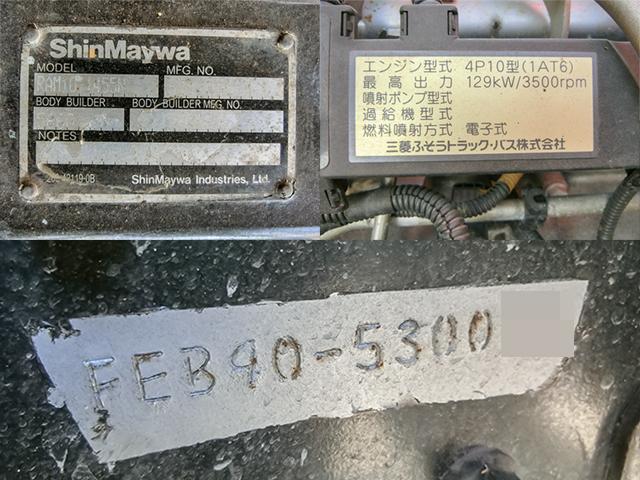 ShinMaywa
MODEL MFG. NO.
BODY BUILDER BODY BUILDER MFG. NO.
NOTES
ShinMaywa Industries, Ltd.
エンジン型式 4P10型(1AT6)
最高出力 129kW/3500rpm
噴射ポンプ型式
過給機型式
燃料噴射方式 電子式
三菱ふそうトラック・バス株式会社
FEB90-5300